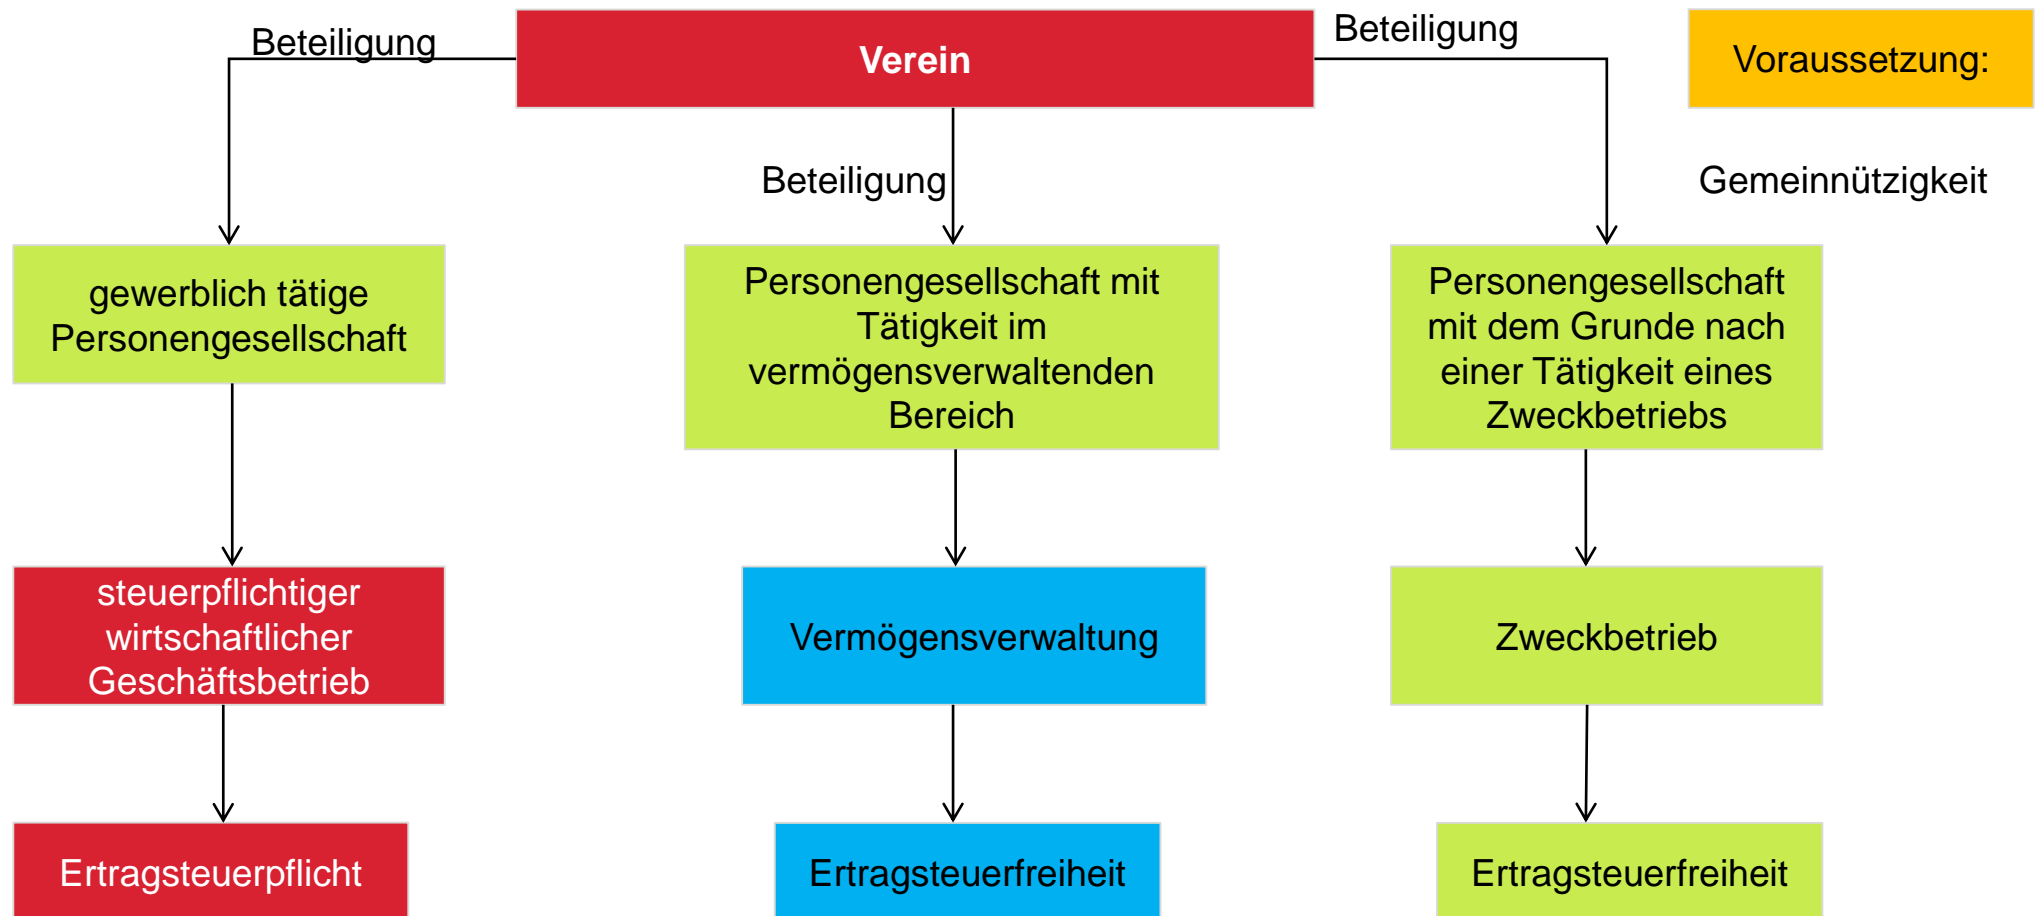 Beteiligung
Verein
Beteiligung
Voraussetzung:
Beteiligung
Gemeinnützigkeit
gewerblich tätige
Personengesellschaft
Personengesellschaft mit
Tätigkeit im
vermögensverwaltenden
Bereich
Personengesellschaft
mit dem Grunde nach
einer Tätigkeit eines
Zweckbetriebs
steuerpflichtiger
wirtschaftlicher
Geschäftsbetrieb
Vermögensverwaltung
Zweckbetrieb
Ertragsteuerpflicht
Ertragsteuerfreiheit
Ertragsteuerfreiheit